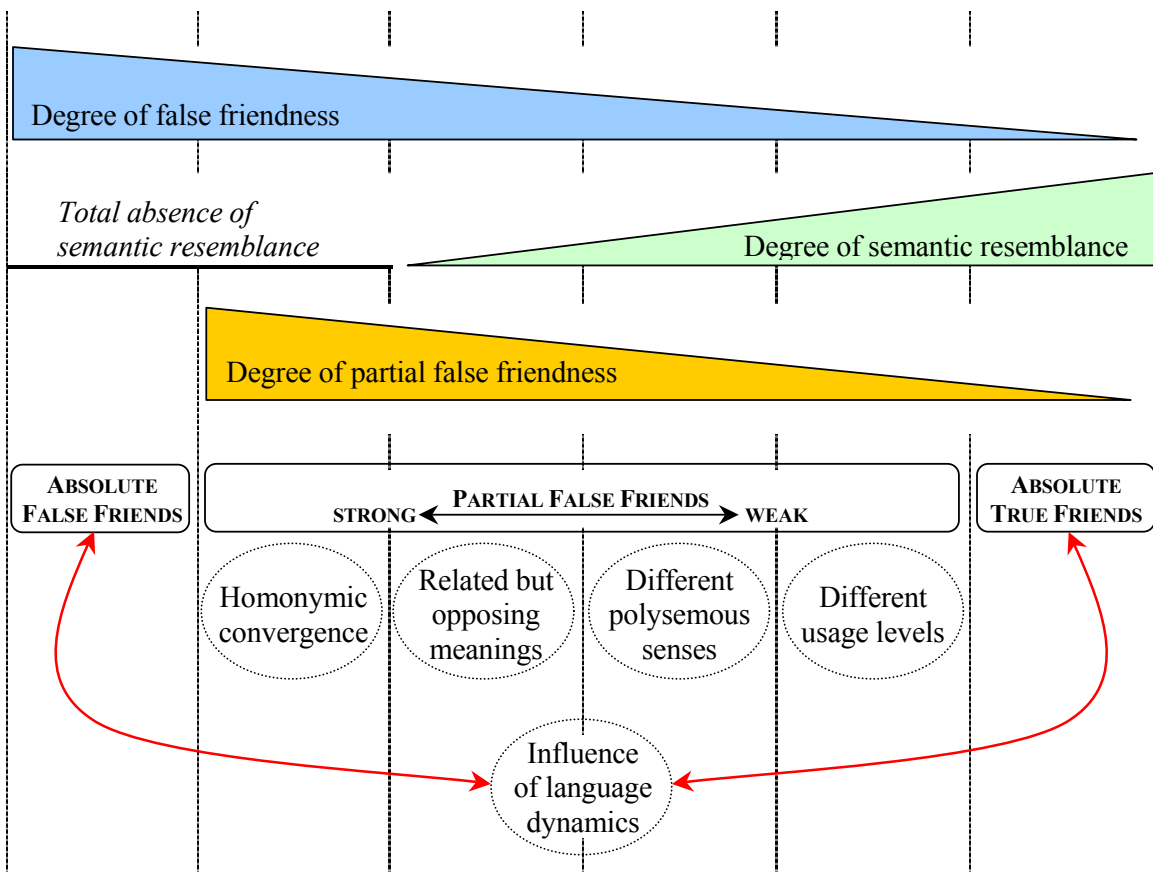 Degree of false friendness
Total absence of
semantic resemblance
Degree of semantic resemblance
Degree of partial false friendness
ABSOLUTE
FALSE FRIENDS
PARTIAL FALSE FRIENDS
STRONG
WEAK
ABSOLUTE
TRUE FRIENDS
Homonymic
convergence
Related but
opposing
meanings
Different
polysemous
senses
Different
usage levels
Influence
of language
dynamics